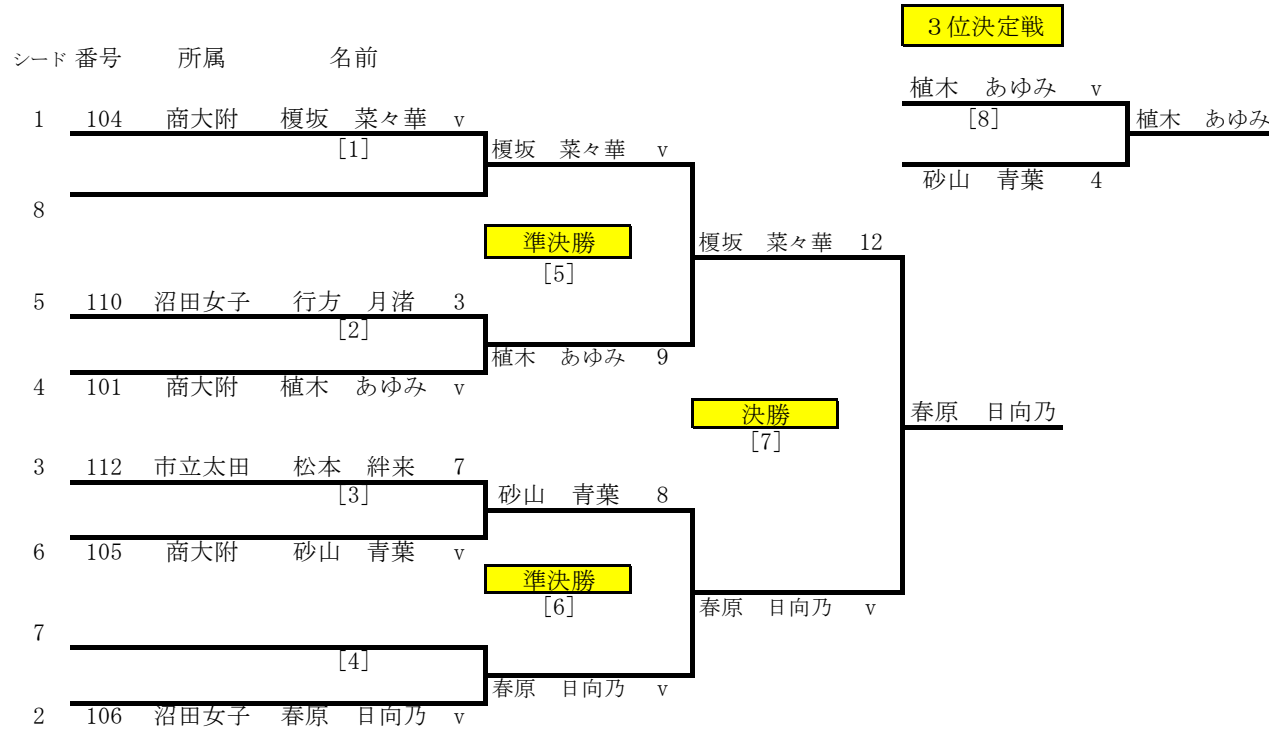 ３位決定戦
シード 番号 所属 名前
植木 あゆみ v
1 104 商大附 榎坂 菜々華 v
[8]
植木 あゆみ
[1]
榎坂 菜々華 v
砂山 青葉 4
8
準決勝
榎坂 菜々華 12
[5]
5 110 沼田女子 行方 月渚 3
[2]
植木 あゆみ 9
4 101 商大附 植木 あゆみ v
決勝
春原 日向乃
[7]
3 112 市立太田 松本 絆来 7
[3]
砂山 青葉 8
6 105 商大附 砂山 青葉 v
準決勝
[6]
春原 日向乃 v
7
[4]
春原 日向乃 v
2 106 沼田女子 春原 日向乃 v